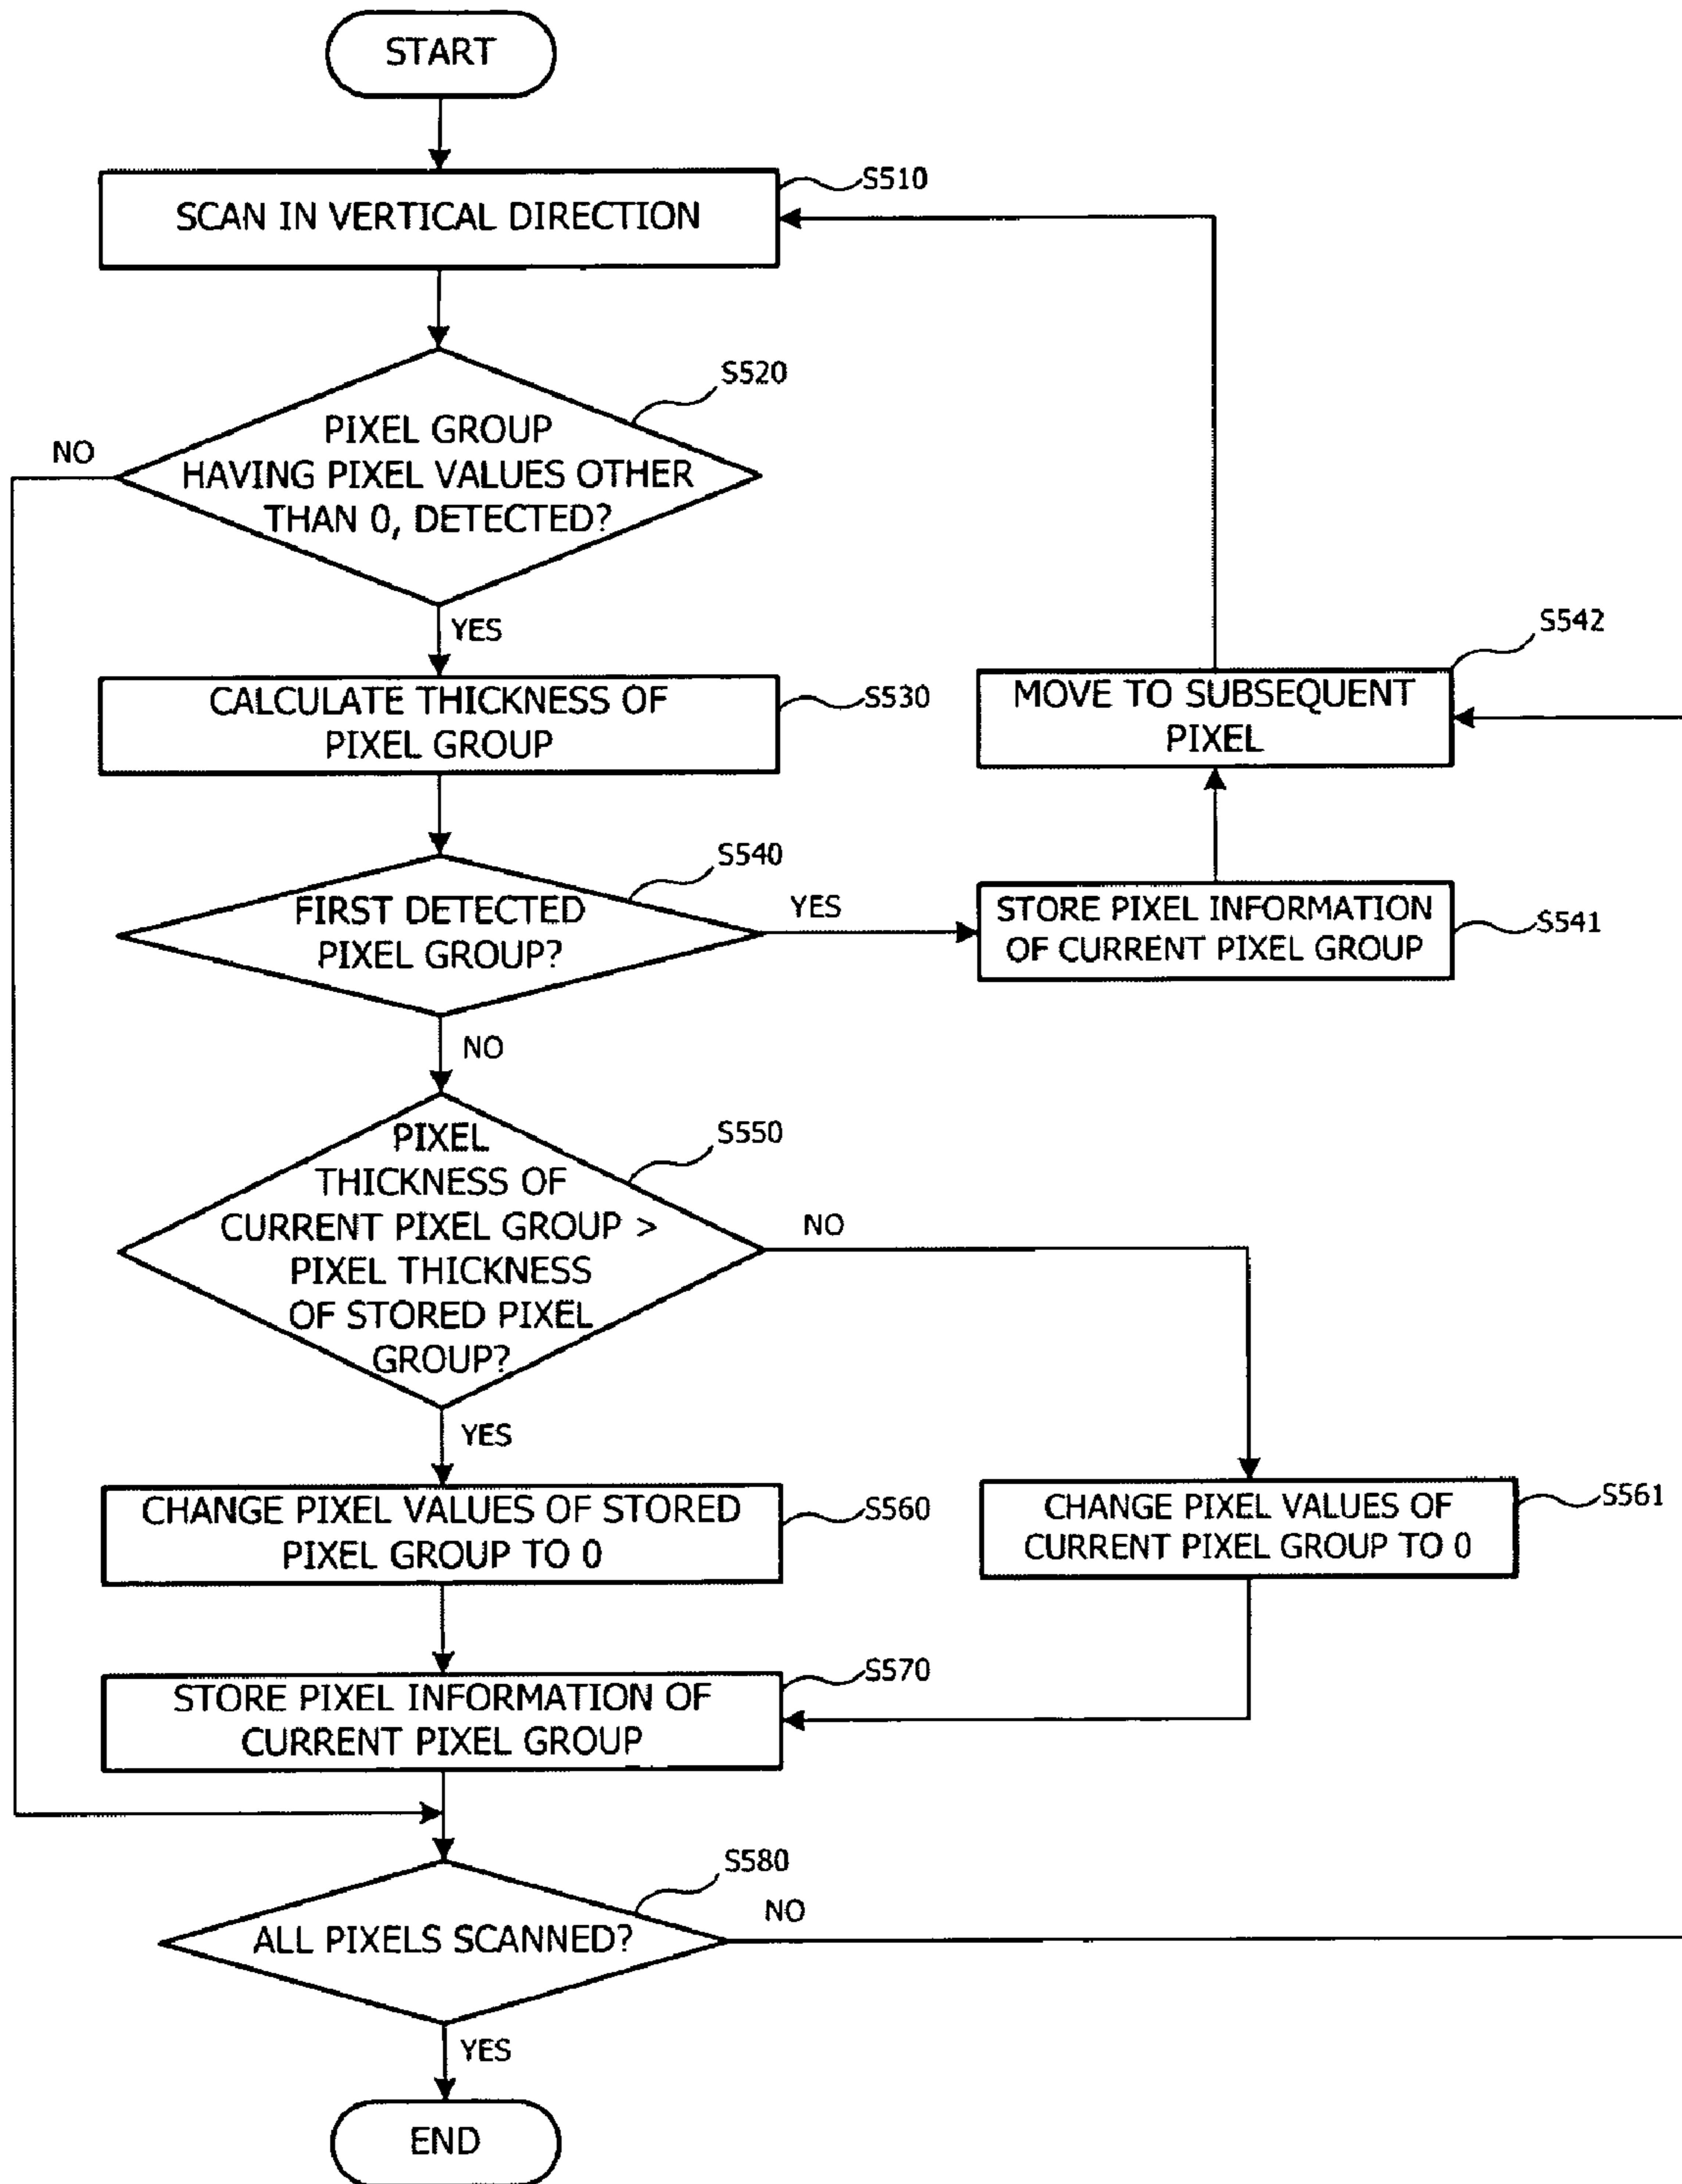 START
S510
SCAN IN VERTICAL DIRECTION
S520
PIXEL GROUP
HAVING PIXEL VALUES OTHER
THAN 0, DETECTED?
NO
YES
S530
CALCULATE THICKNESS OF
PIXEL GROUP
S542
MOVE TO SUBSEQUENT
PIXEL
S540
FIRST DETECTED
PIXEL GROUP?
YES
STORE PIXEL INFORMATION
OF CURRENT PIXEL GROUP
S541
NO
S550
PIXEL
THICKNESS OF
CURRENT PIXEL GROUP >
PIXEL THICKNESS
OF STORED PIXEL
GROUP?
NO
YES
CHANGE PIXEL VALUES OF STORED
PIXEL GROUP TO 0
S560
CHANGE PIXEL VALUES OF
CURRENT PIXEL GROUP TO 0
S561
S570
STORE PIXEL INFORMATION OF
CURRENT PIXEL GROUP
S580
ALL PIXELS SCANNED?
NO
YES
END